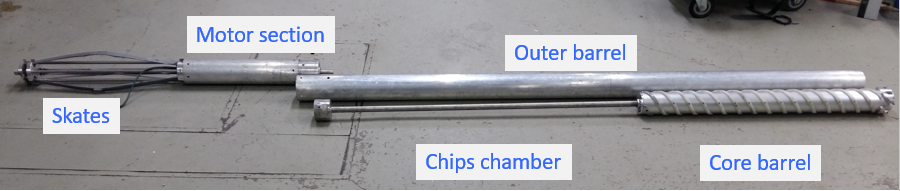 Motor section
Outer barrel
Skates
Chips chamber
Core barrel